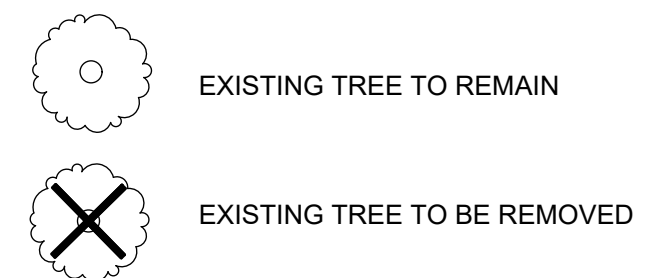 EXISTING TREE TO REMAIN
EXISTING TREE TO BE REMOVED